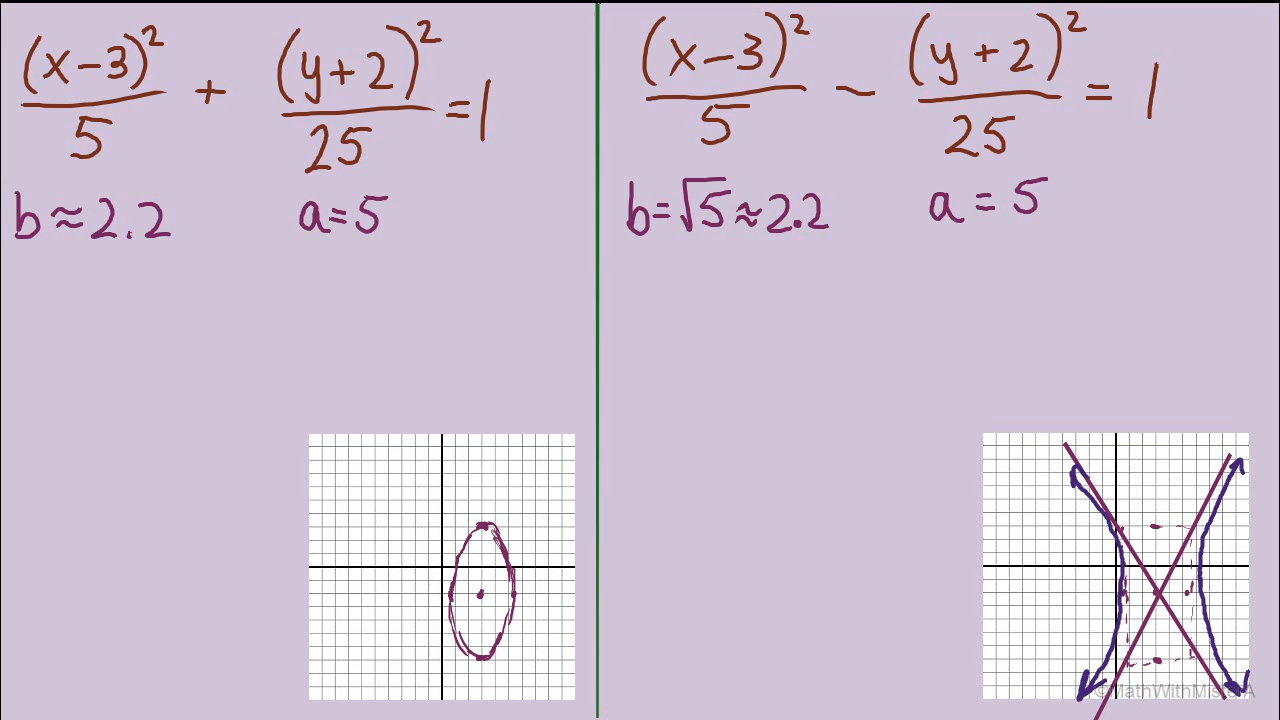 (x-3)²/5 + (y+2)²/25 = 1
b≈2.2 a=5
(x-3)²/5 - (y+2)²/25 = 1
b=√5≈2.2 a=5